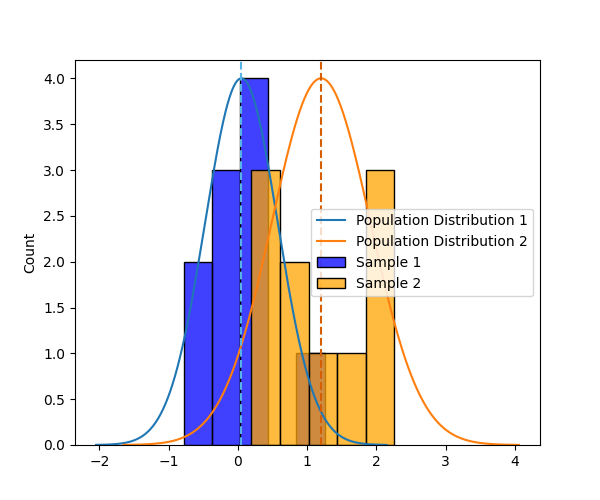 4.0
3.5
3.0
2.5
2.0
1.5
1.0
0.5
0.0
Count
Population Distribution 1
Population Distribution 2
Sample 1
Sample 2
−2 −1 0 1 2 3 4